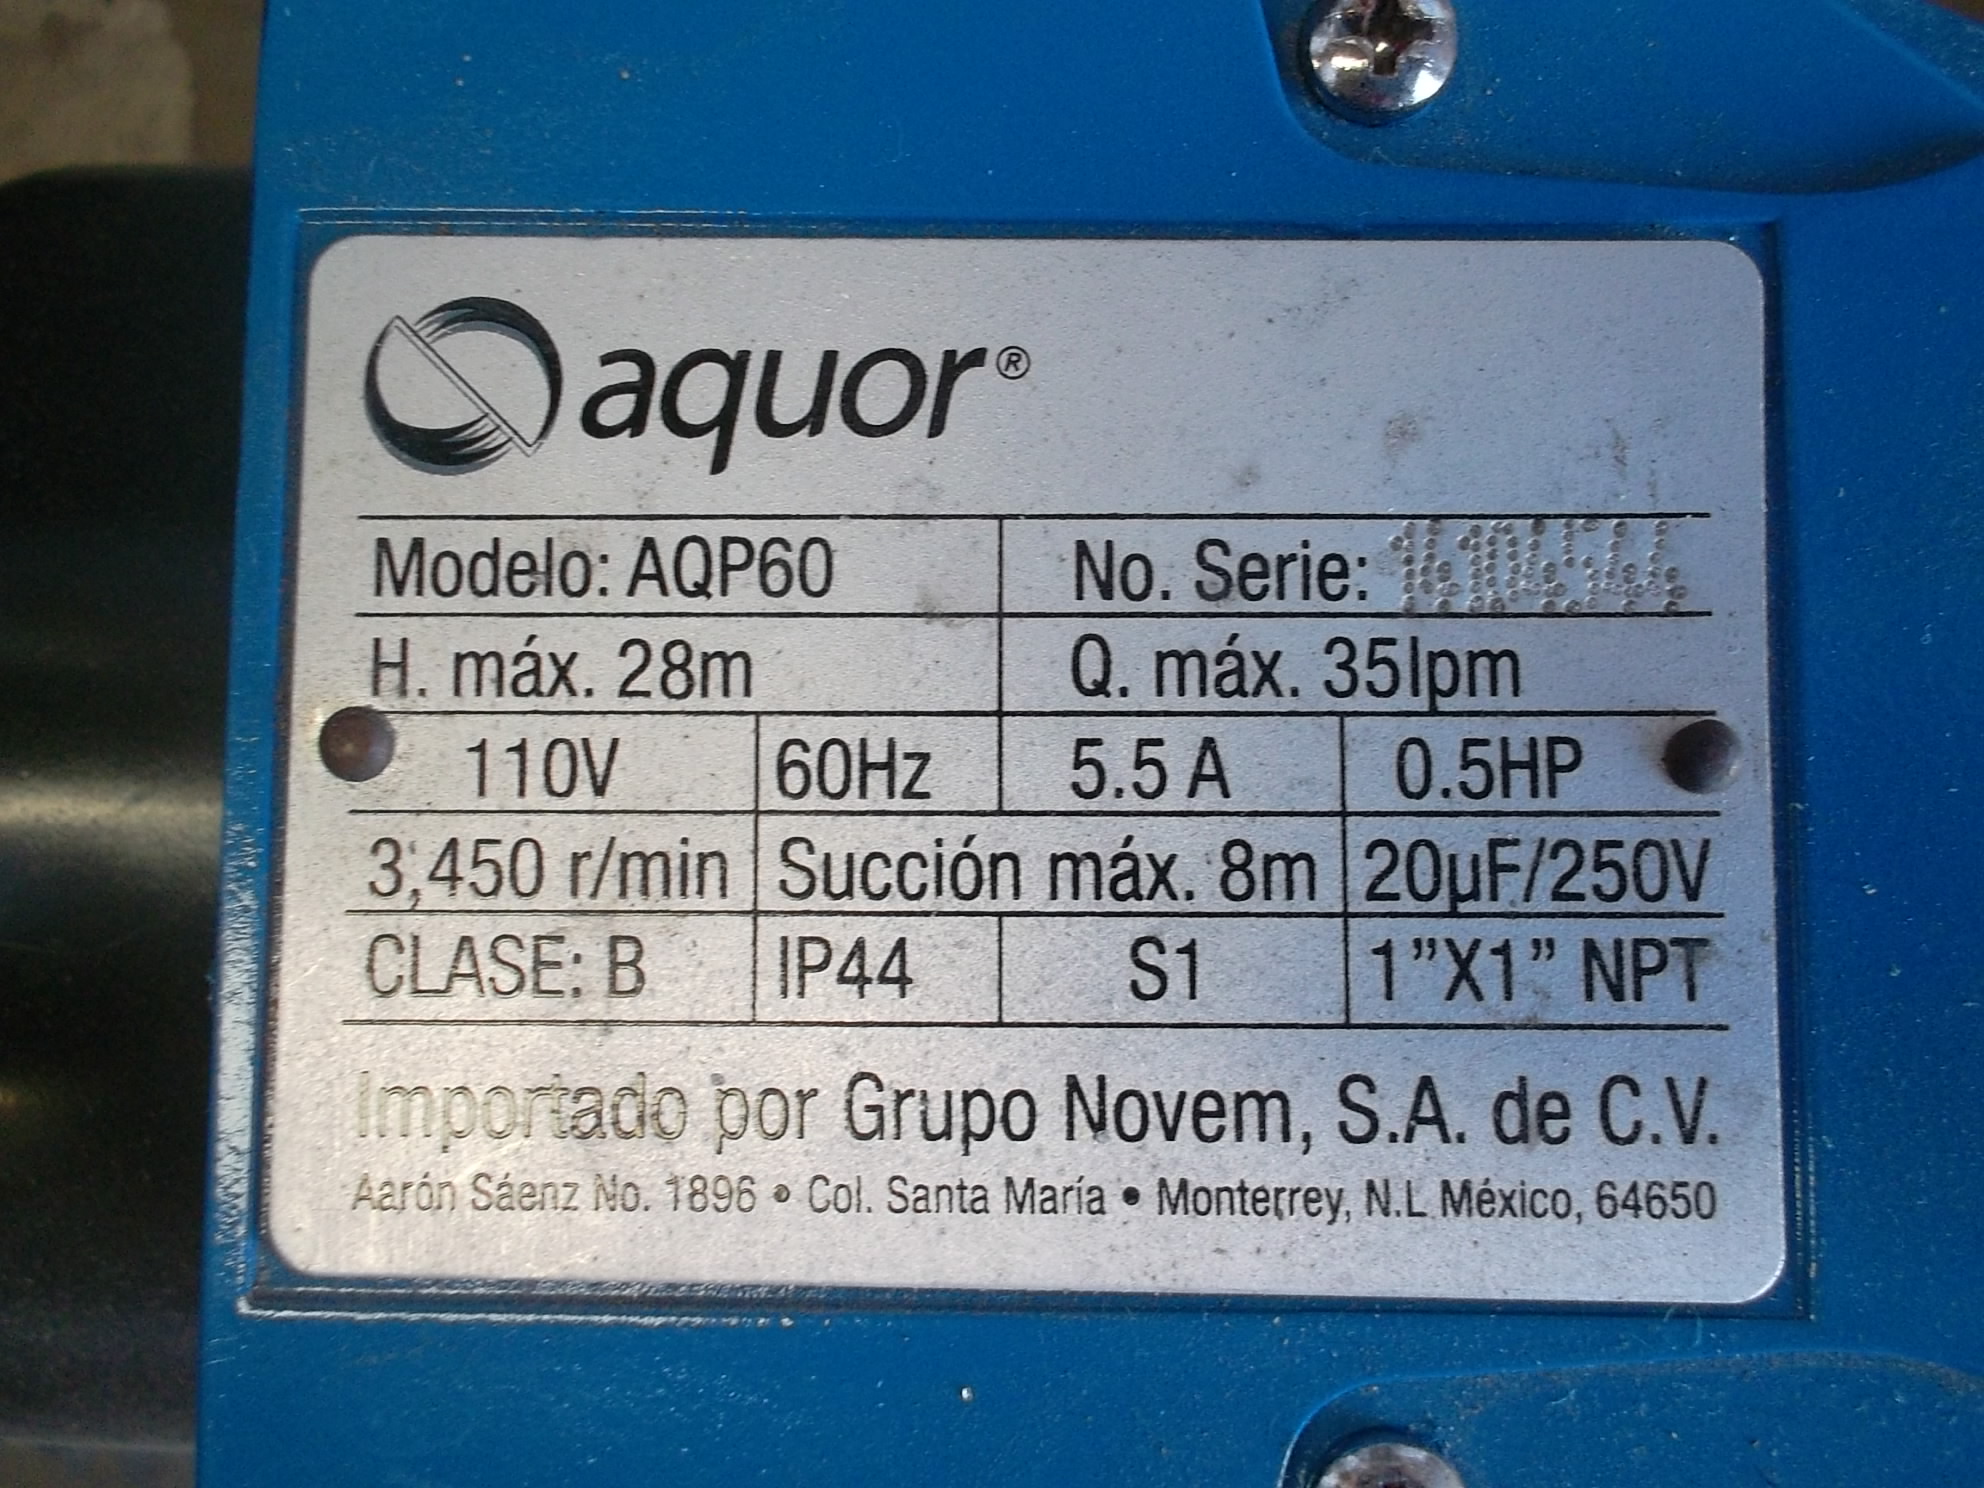 aquor®
Modelo: AQP60 No. Serie:
H. máx. 28m Q. máx. 35lpm
110V 60Hz 5.5 A 0.5HP
3,450 r/min Succión máx. 8m 20µF/250V
CLASE: B IP44 S1 1”X1” NPT
Importado por Grupo Novem, S.A. de C.V.
Aarón Sáenz No. 1896 • Col. Santa María • Monterrey, N.L México, 64650